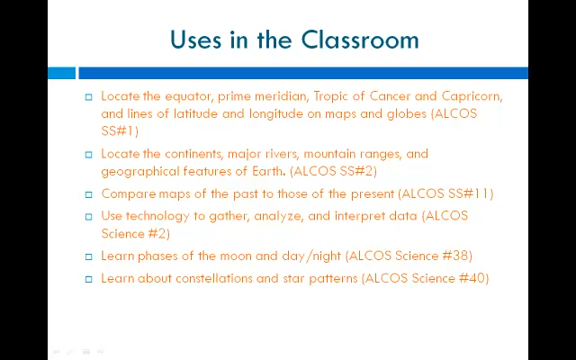 Uses in the Classroom
Locate the equator, prime meridian, Tropic of Cancer and Capricorn,
and lines of latitude and longitude on maps and globes (ALCOS
SS#1)
Locate the continents, major rivers, mountain ranges, and
geographical features of Earth. (ALCOS SS#2)
Compare maps of the past to those of the present (ALCOS SS#11)
Use technology to gather, analyze, and interpret data (ALCOS
Science #2)
Learn phases of the moon and day/night (ALCOS Science #38)
Learn about constellations and star patterns (ALCOS Science #40)